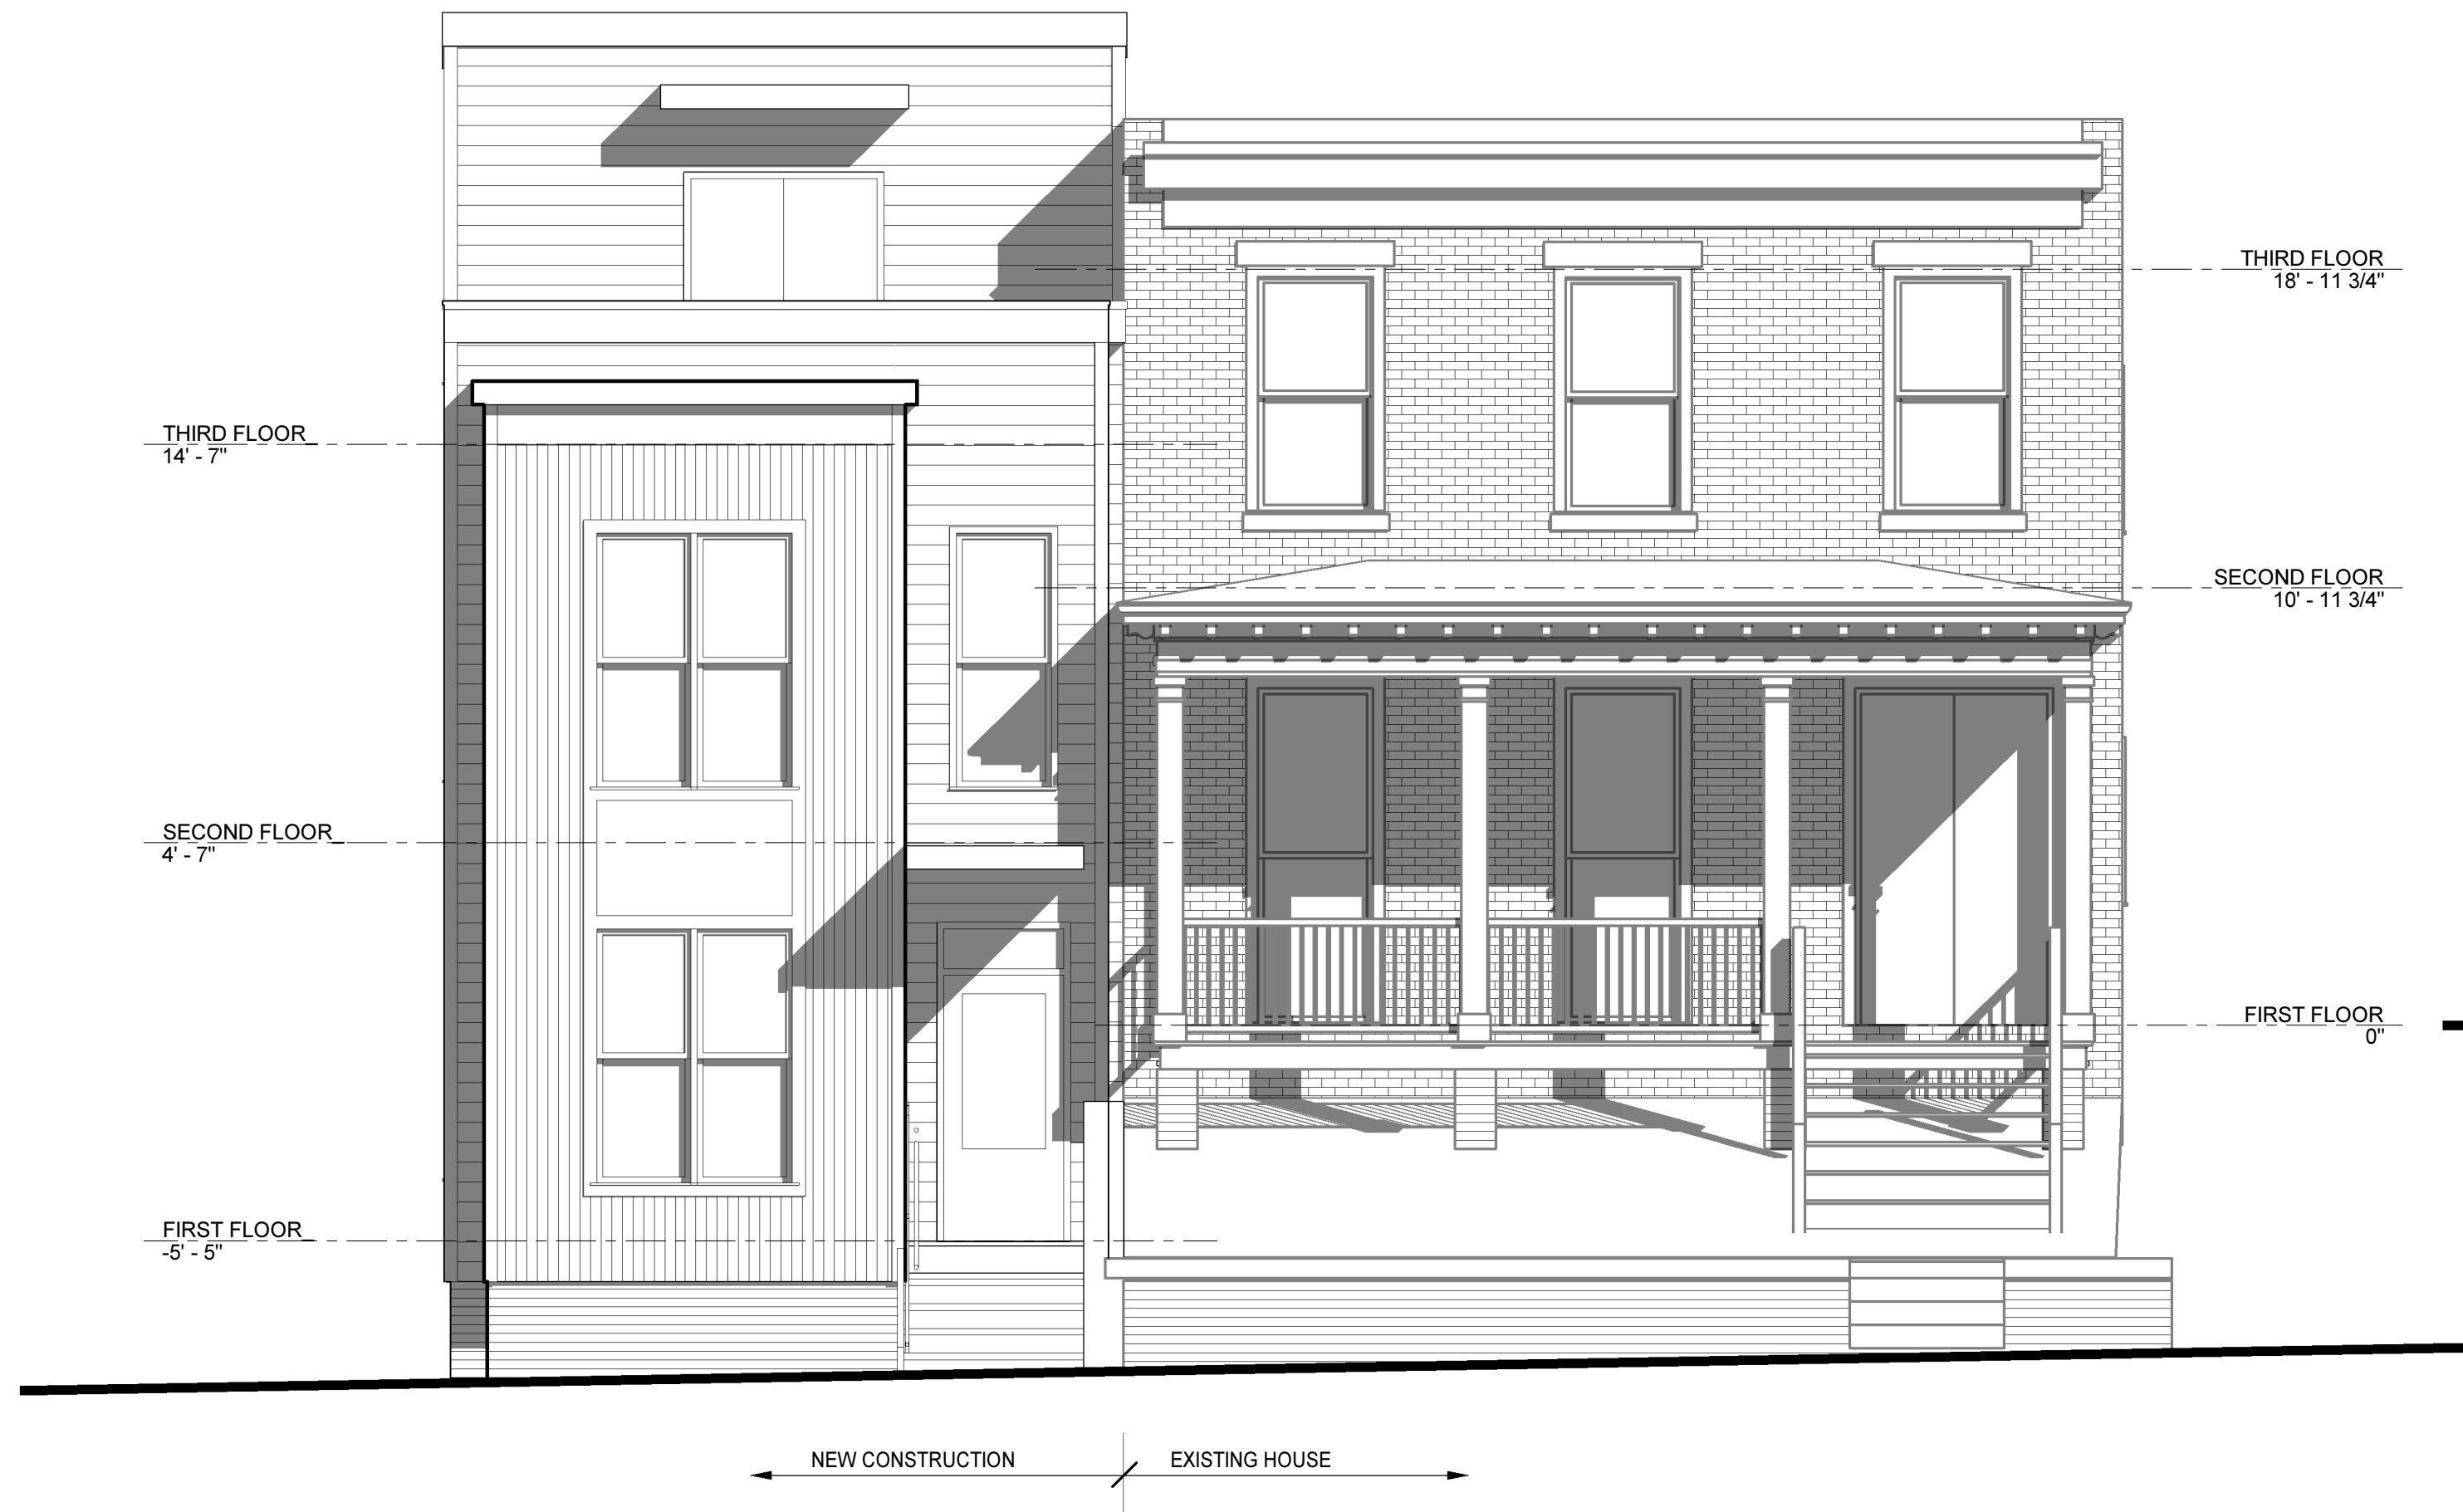 THIRD FLOOR
18' - 11 3/4"
THIRD FLOOR
14' - 7"
SECOND FLOOR
10' - 11 3/4"
SECOND FLOOR
4' - 7"
FIRST FLOOR
0"
FIRST FLOOR
-5' - 5"
NEW CONSTRUCTION
EXISTING HOUSE